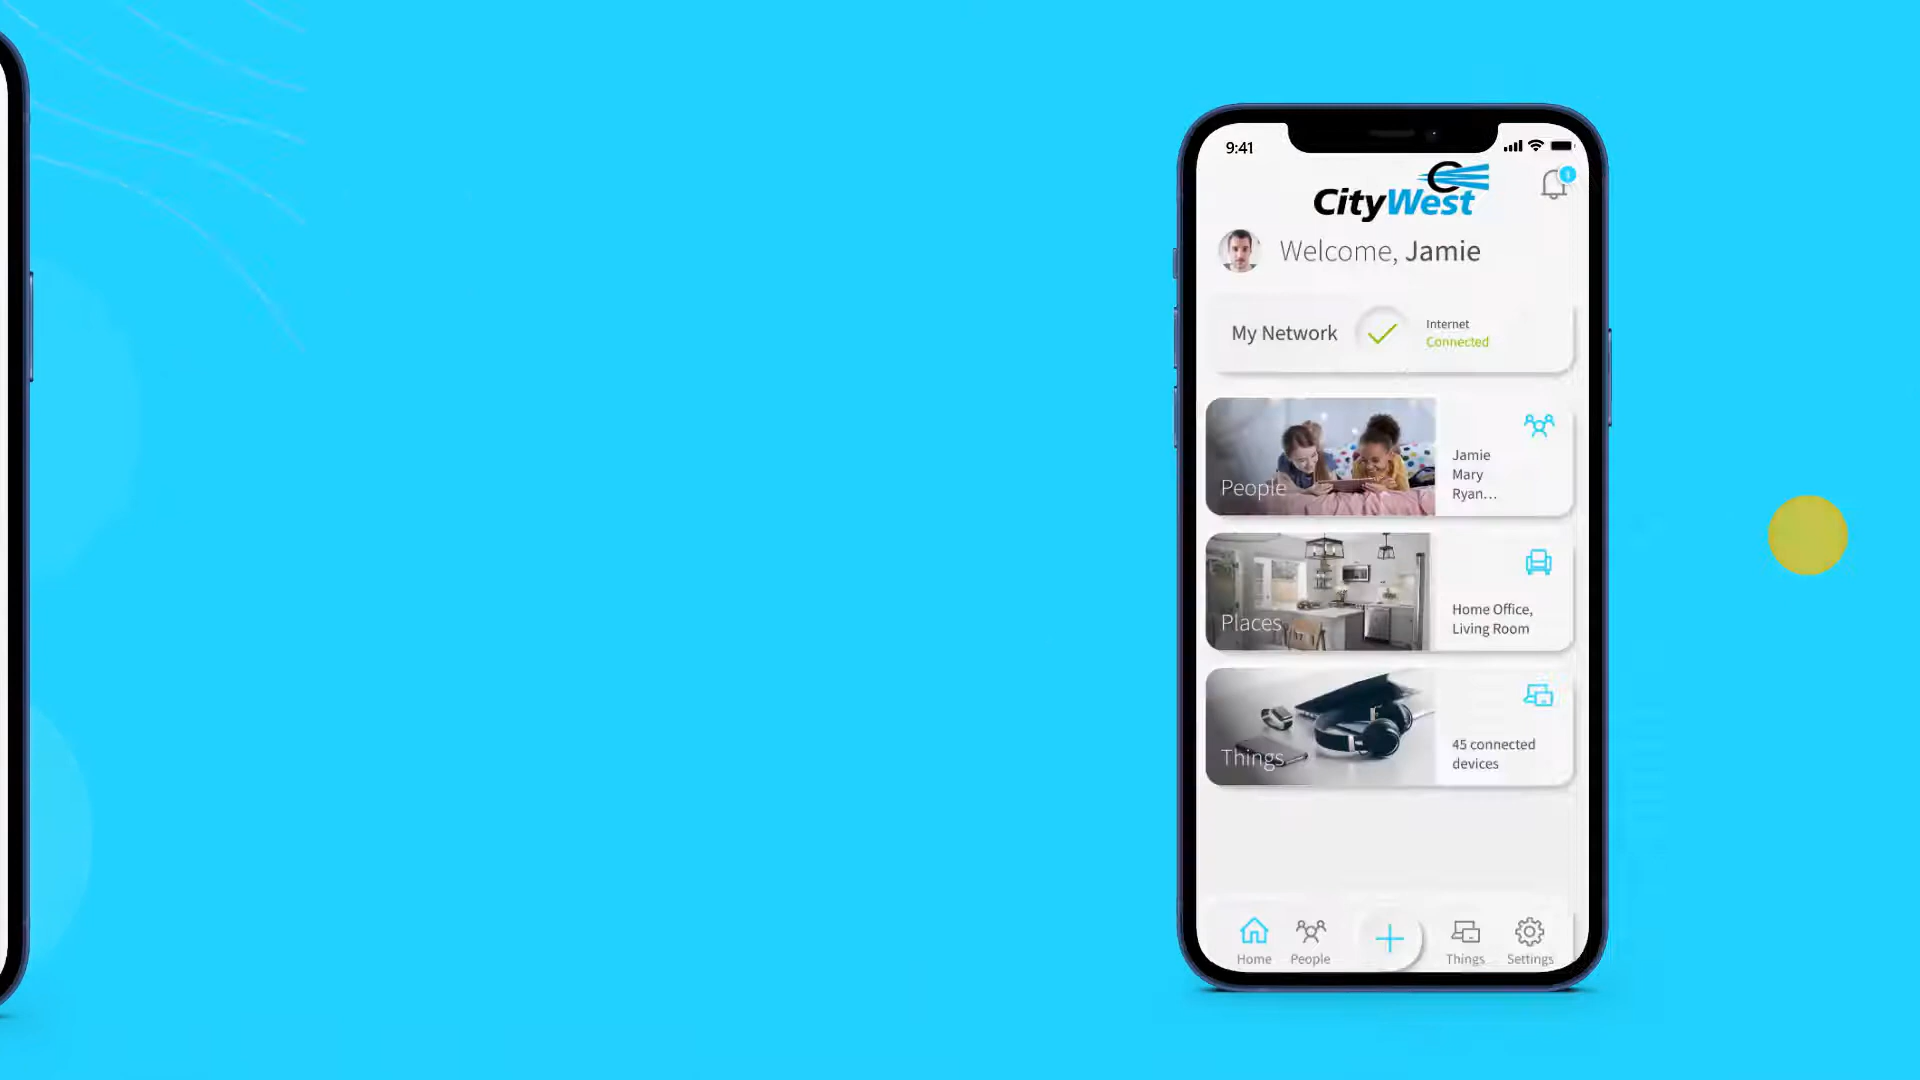 9:41
CityWest
Welcome, Jamie
My Network
Internet
Connected
People
Jamie
Mary
Ryan...
Places
Home Office,
Living Room
Things
45 connected
devices
Home
People
Things
Settings